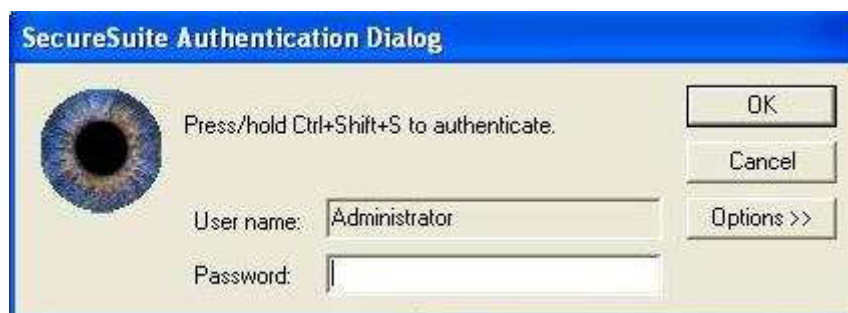 SecureSuite Authentication Dialog
Press/hold Ctrl+Shift+S to authenticate.
OK
Cancel
User name: Administrator
Options >>
Password: